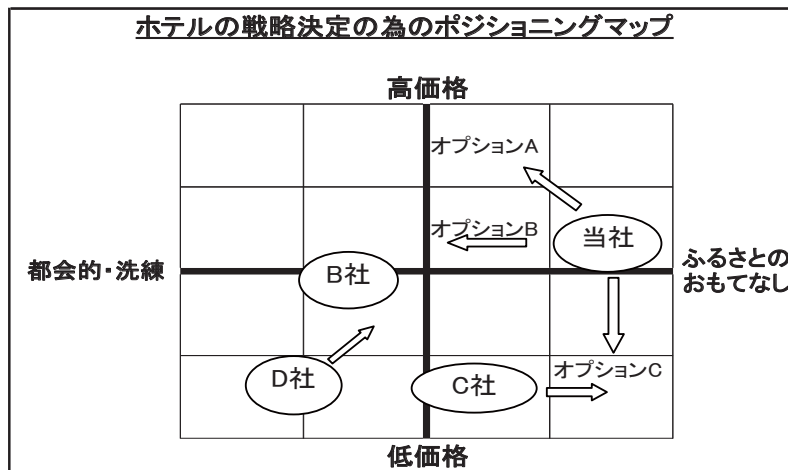 ホテルの戦略決定の為のポジショニングマップ
高価格
オプションA
オプションB
当社
都会的・洗練
B社
ふるさとの
おもてなし
D社
C社
オプションC
低価格